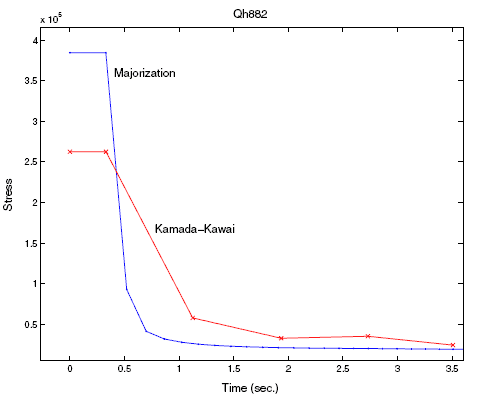 Qh882
x 10^5
4
3.5
3
2.5
2
1.5
1
0.5
Stress
Majorization
Kamada–Kawai
0 0.5 1 1.5 2 2.5 3 3.5
Time (sec.)